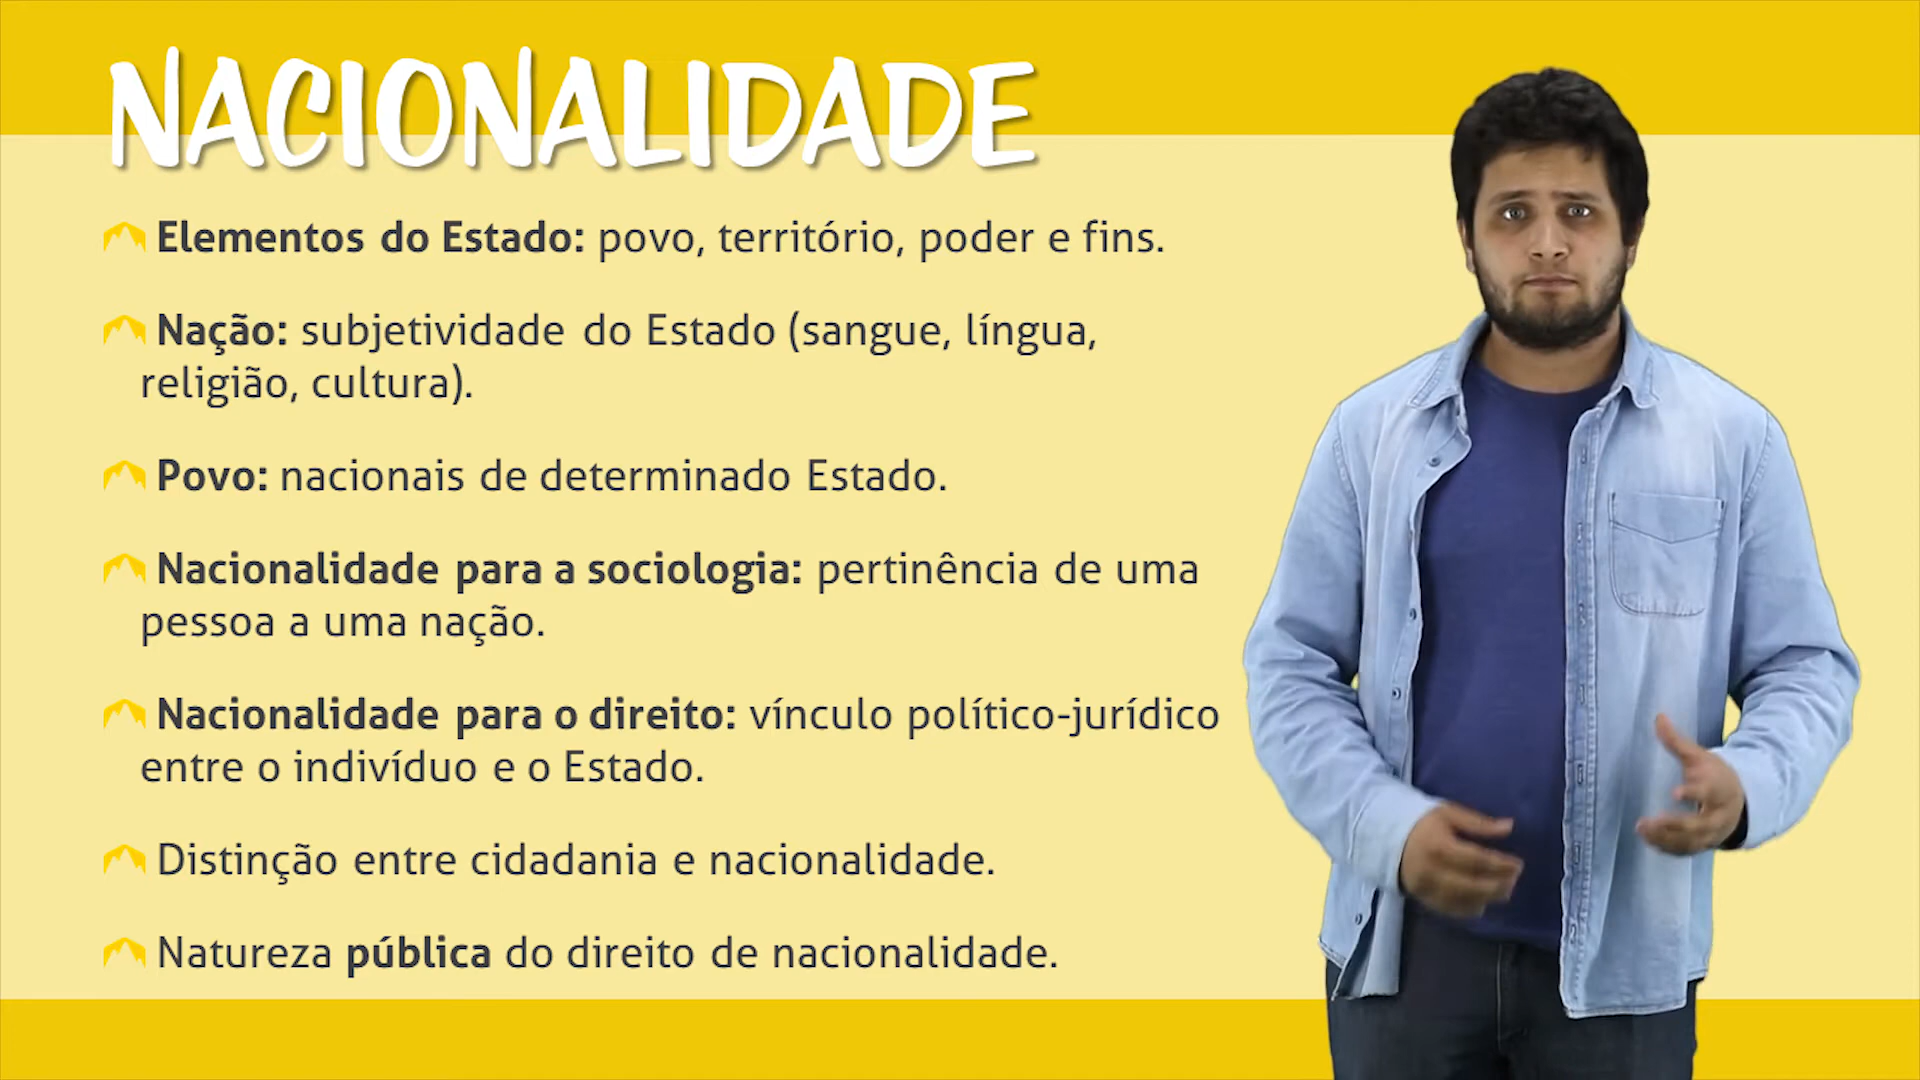 NACIONALIDADE
Elementos do Estado: povo, território, poder e fins.
Nação: subjetividade do Estado (sangue, língua,
religião, cultura).
Povo: nacionais de determinado Estado.
Nacionalidade para a sociologia: pertinência de uma
pessoa a uma nação.
Nacionalidade para o direito: vínculo político-jurídico
entre o indivíduo e o Estado.
Distinção entre cidadania e nacionalidade.
Natureza pública do direito de nacionalidade.